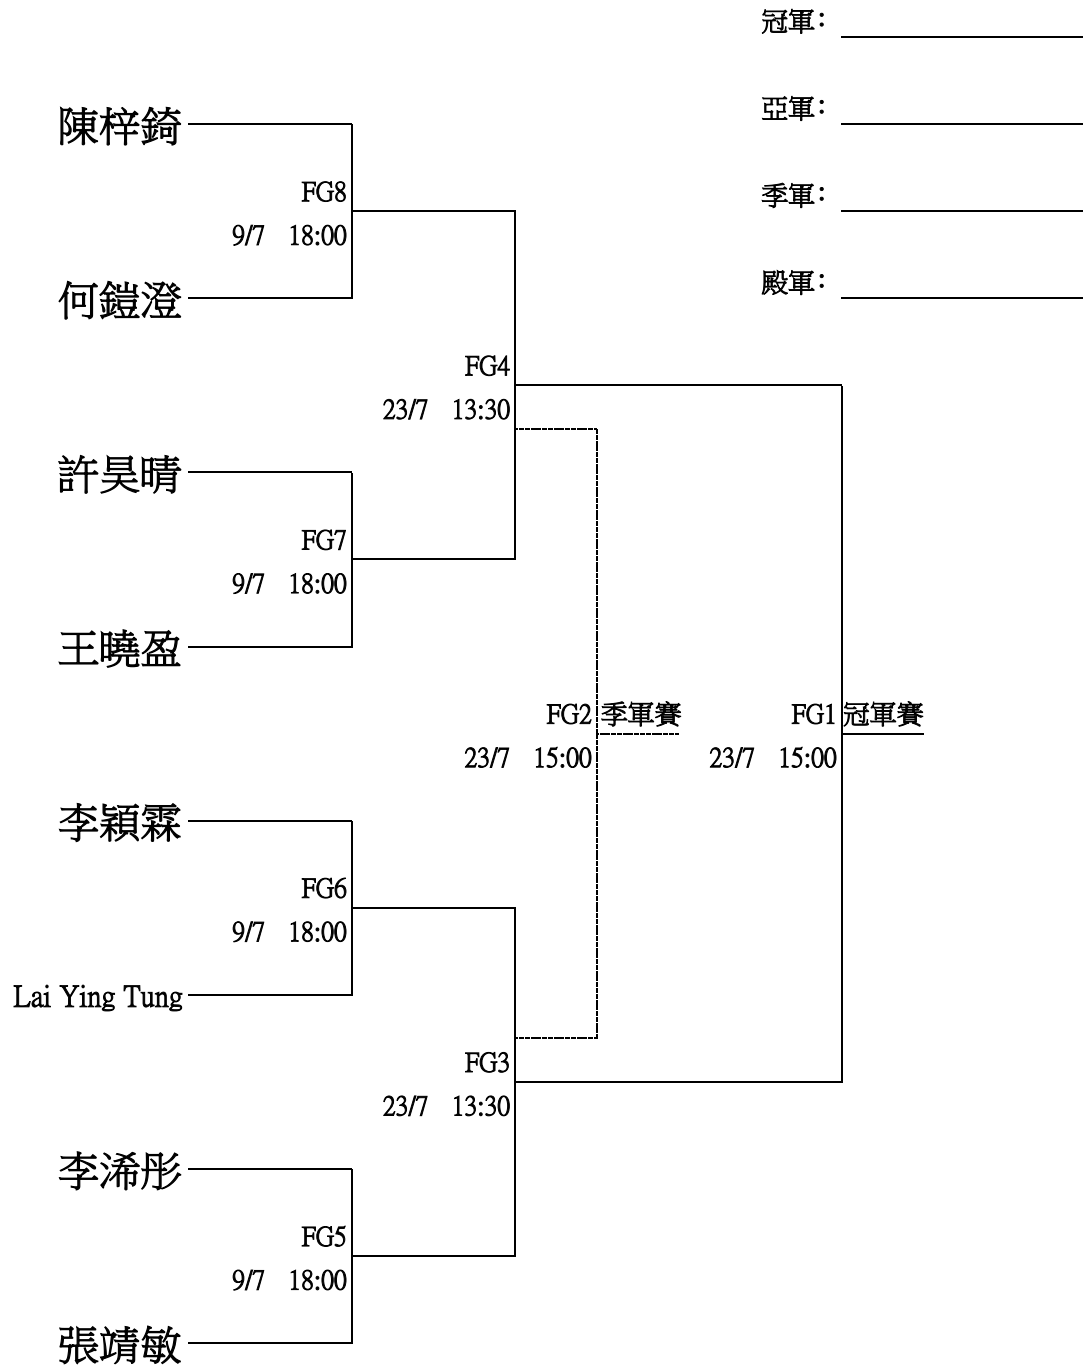 冠軍：
陳梓錡
亞軍：
FG8
季軍：
9/7 18:00
何鎧澄
殿軍：
FG4
23/7 13:30
許昊晴
FG7
9/7 18:00
王曉盈
FG2 季軍賽
FG1 冠軍賽
23/7 15:00
23/7 15:00
李穎霖
FG6
9/7 18:00
Lai Ying Tung
FG3
23/7 13:30
李浠彤
FG5
9/7 18:00
張靖敏